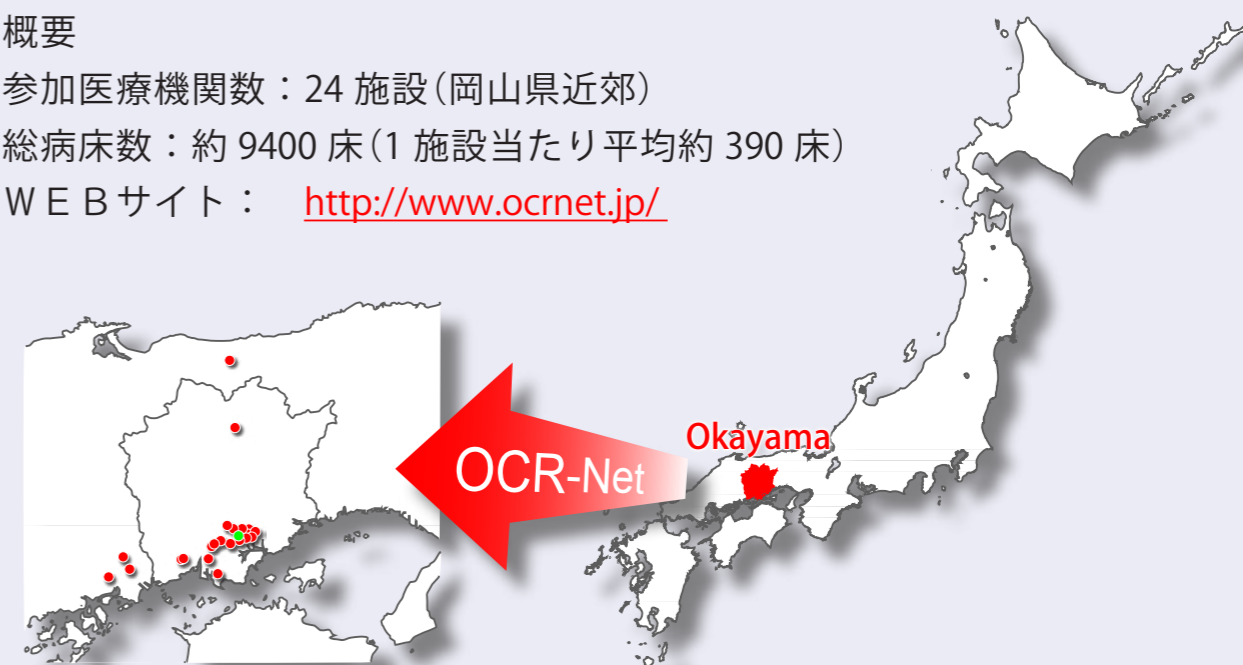 概要
参加医療機関数：24 施設（岡山県近郊）
総病床数：約 9400 床（1 施設当たり平均約 390 床）
ＷＥＢサイト： http://www.ocrnet.jp/
Okayama
OCR-Net